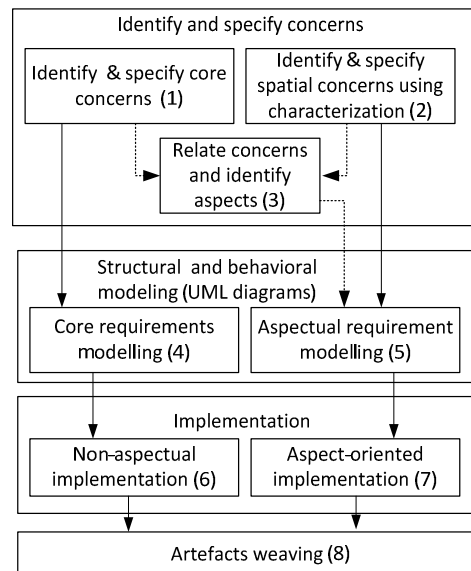 Identify and specify concerns
Identify & specify core
concerns (1)
Identify & specify
spatial concerns using
characterization (2)
Relate concerns
and identify
aspects (3)
Structural and behavioral
modeling (UML diagrams)
Core requirements
modelling (4)
Aspectual requirement
modelling (5)
Implementation
Non-aspectual
implementation (6)
Aspect-oriented
implementation (7)
Artefacts weaving (8)